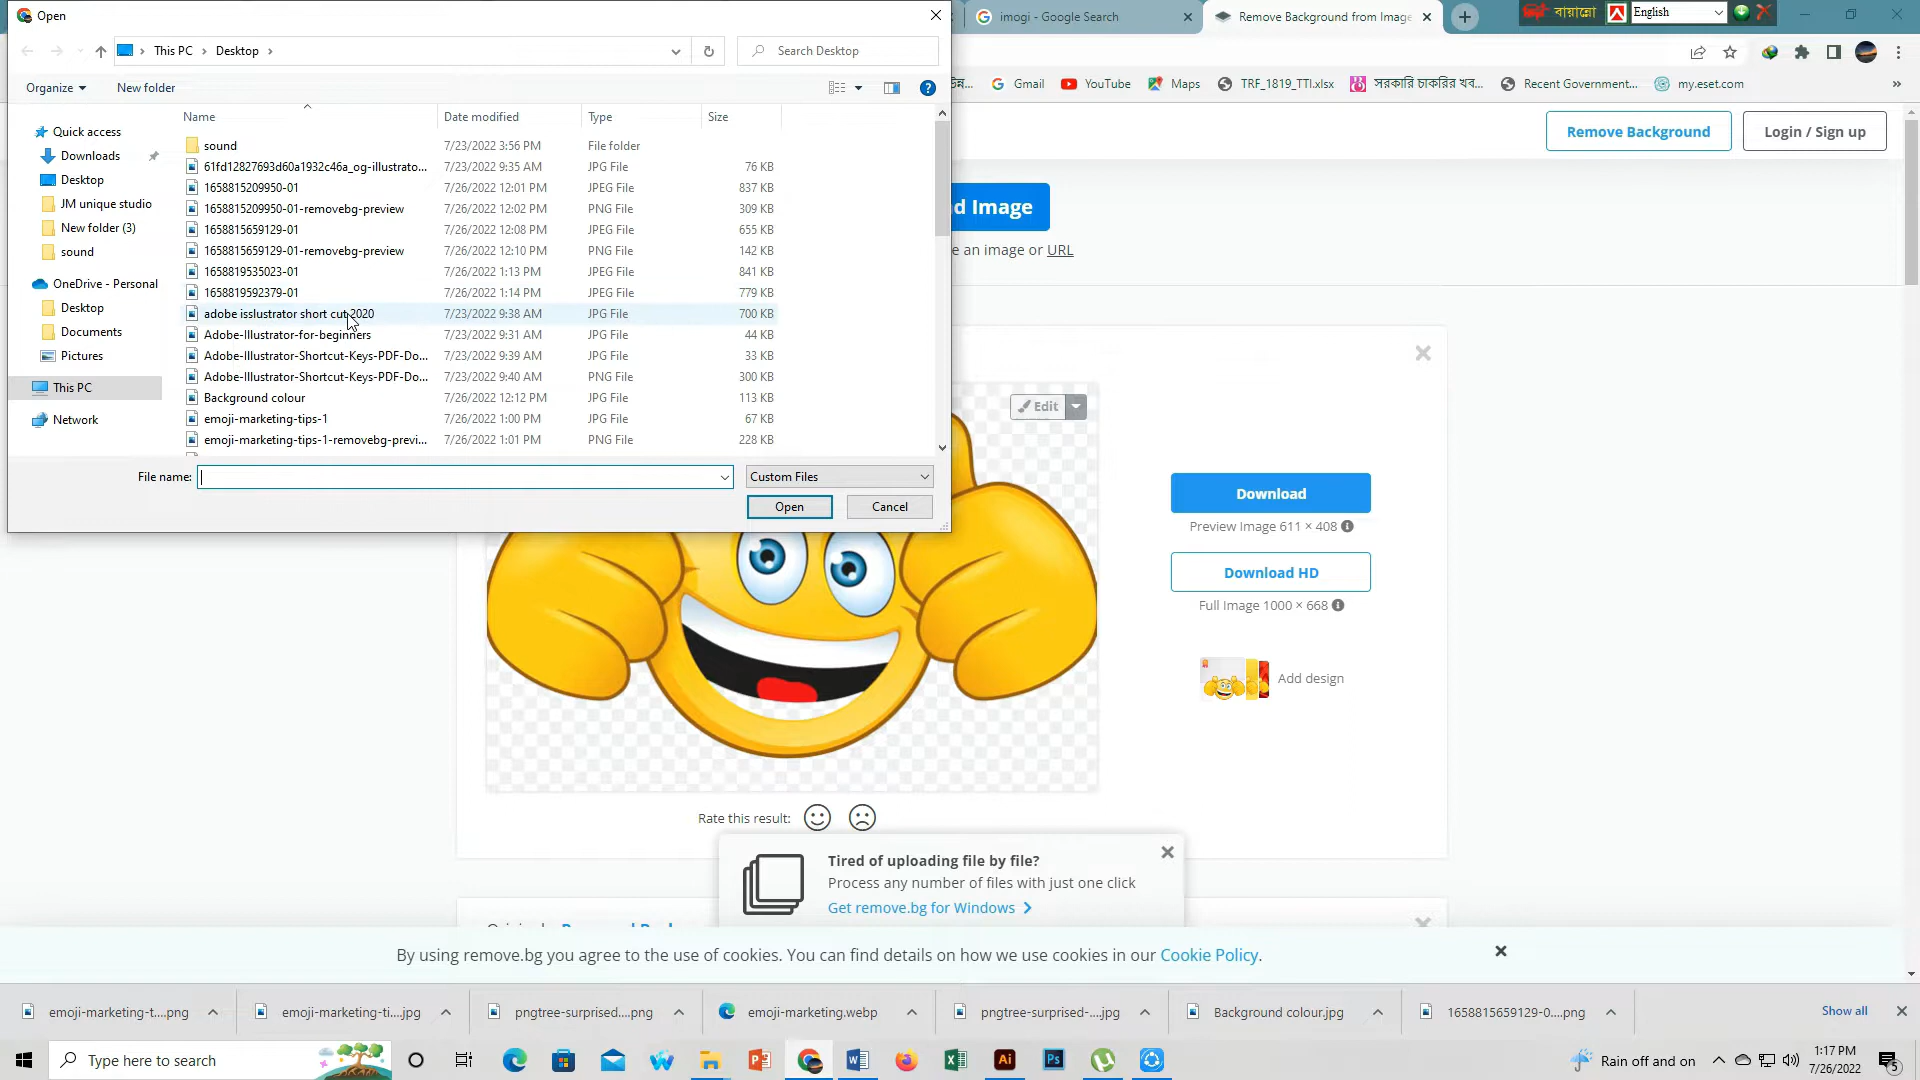 Open
imogi - Google Search
Remove Background from Image
বায়ান্নো
English
This PC
Desktop
Search Desktop
Organize
New folder
Gmail
YouTube
Maps
TRF_1819_TTI.xlsx
সরকারি চাকরির খব...
Recent Government...
my.eset.com
»
Name
Date modified
Type
Size
Quick access
Downloads
Desktop
JM unique studio
New folder (3)
sound
OneDrive - Personal
Desktop
Documents
Pictures
This PC
Network
sound 7/23/2022 3:56 PM File folder
61fd12827693d60a1932c46a_og-illustrato... 7/23/2022 9:35 AM JPG File 76 KB
1658815209950-01 7/26/2022 12:01 PM JPEG File 837 KB
1658815209950-01-removebg-preview 7/26/2022 12:02 PM PNG File 309 KB
1658815659129-01 7/26/2022 12:08 PM JPEG File 655 KB
1658815659129-01-removebg-preview 7/26/2022 12:10 PM PNG File 142 KB
1658819535023-01 7/26/2022 1:13 PM JPEG File 841 KB
1658819592379-01 7/26/2022 1:14 PM JPEG File 779 KB
adobe isslustrator short cut 2020 7/23/2022 9:38 AM JPG File 700 KB
Adobe-Illustrator-for-beginners 7/23/2022 9:31 AM JPG File 44 KB
Adobe-Illustrator-Shortcut-Keys-PDF-Do... 7/23/2022 9:39 AM JPG File 33 KB
Adobe-Illustrator-Shortcut-Keys-PDF-Do... 7/23/2022 9:40 AM PNG File 300 KB
Background colour 7/26/2022 12:12 PM JPG File 113 KB
emoji-marketing-tips-1 7/26/2022 1:00 PM JPG File 67 KB
emoji-marketing-tips-1-removebg-previ... 7/26/2022 1:01 PM PNG File 228 KB
File name:
Custom Files
Open
Cancel
Remove Background
Login / Sign up
d Image
e an image or URL
Edit
Download
Preview Image 611 × 408
Download HD
Full Image 1000 × 668
Add design
Rate this result:
Tired of uploading file by file?
Process any number of files with just one click
Get remove.bg for Windows
By using remove.bg you agree to the use of cookies. You can find details on how we use cookies in our Cookie Policy.
emoji-marketing-t....png
emoji-marketing-ti....jpg
pngtree-surprised....png
emoji-marketing.webp
pngtree-surprised-....jpg
Background colour.jpg
1658815659129-0....png
Show all
Type here to search
Ai
Ps
Rain off and on
1:17 PM
7/26/2022
5